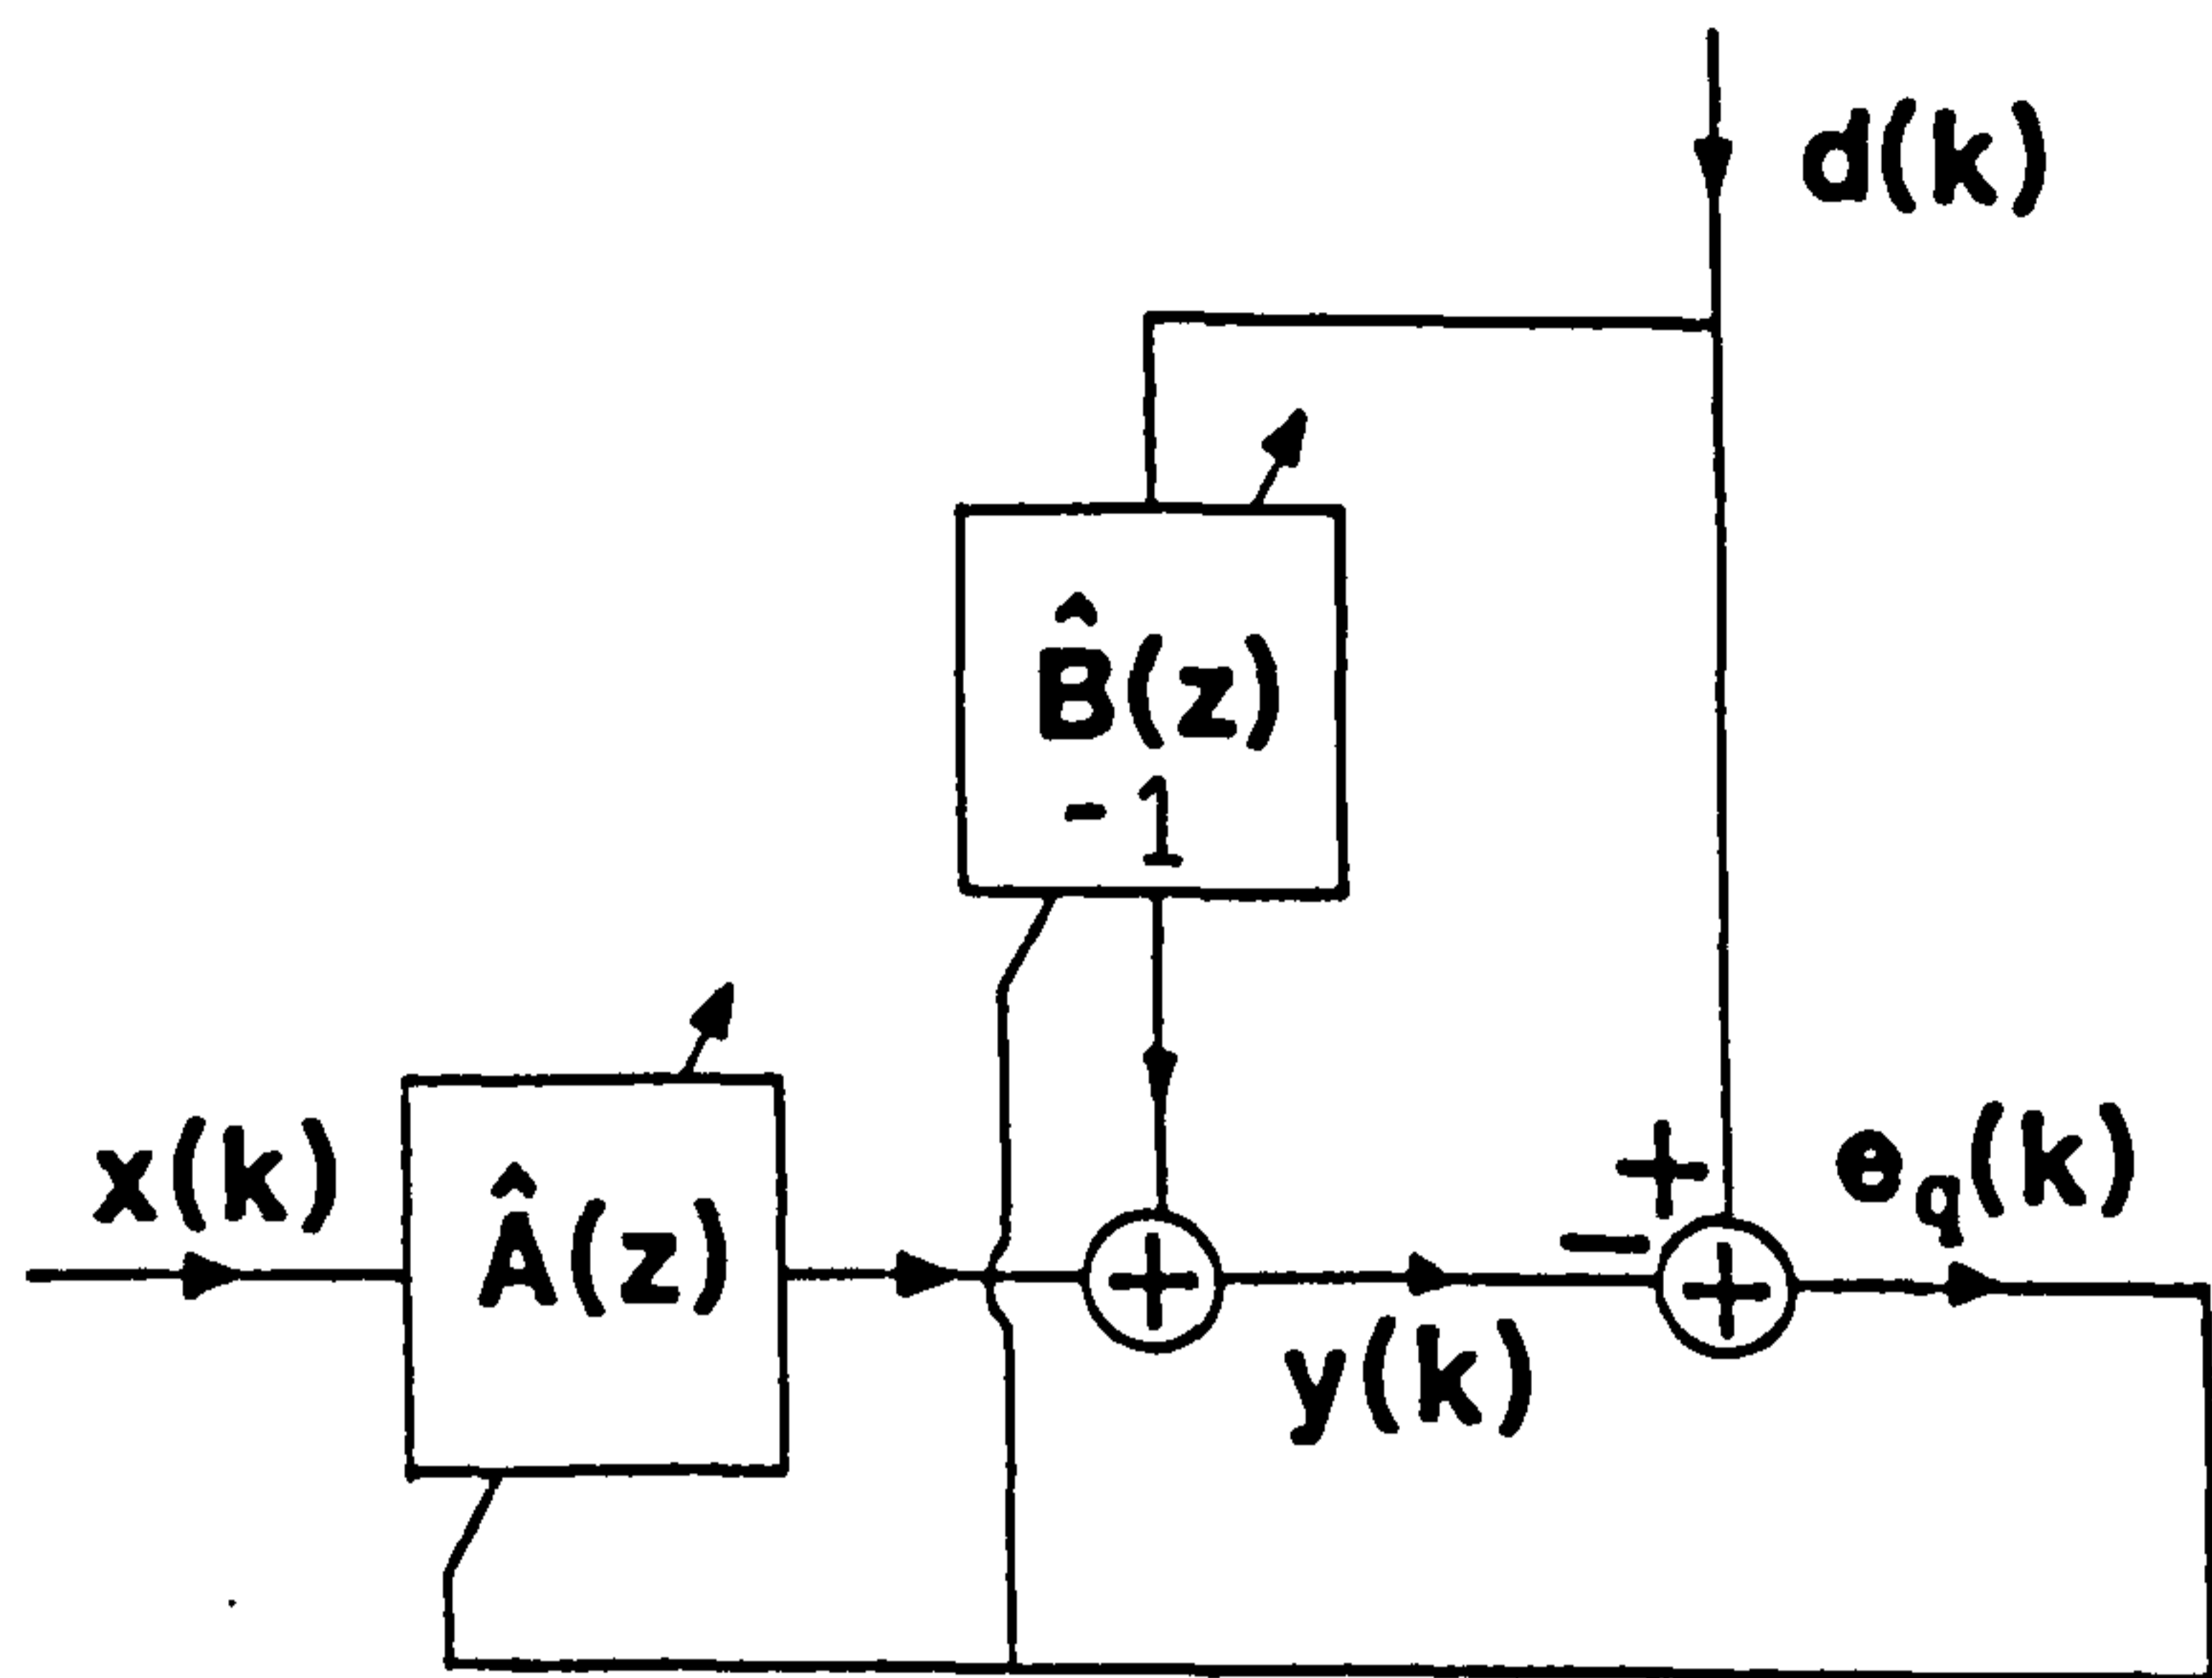 d(k)
B̂(z)
- 1
x(k)
Â(z)
+
+
y(k)
−
+
e_q(k)